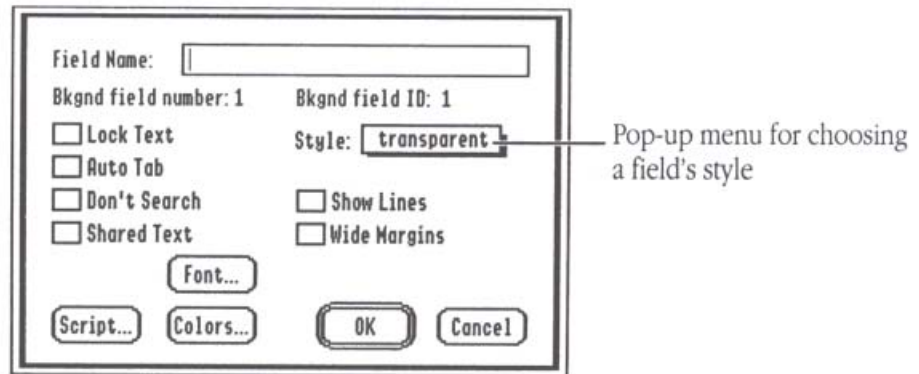 Field Name:
Bkgnd field number: 1 Bkgnd field ID: 1
Lock Text
Style: transparent
Auto Tab
Don't Search
Show Lines
Shared Text
Wide Margins
Font...
Script... Colors... OK Cancel
Pop-up menu for choosing
a field's style